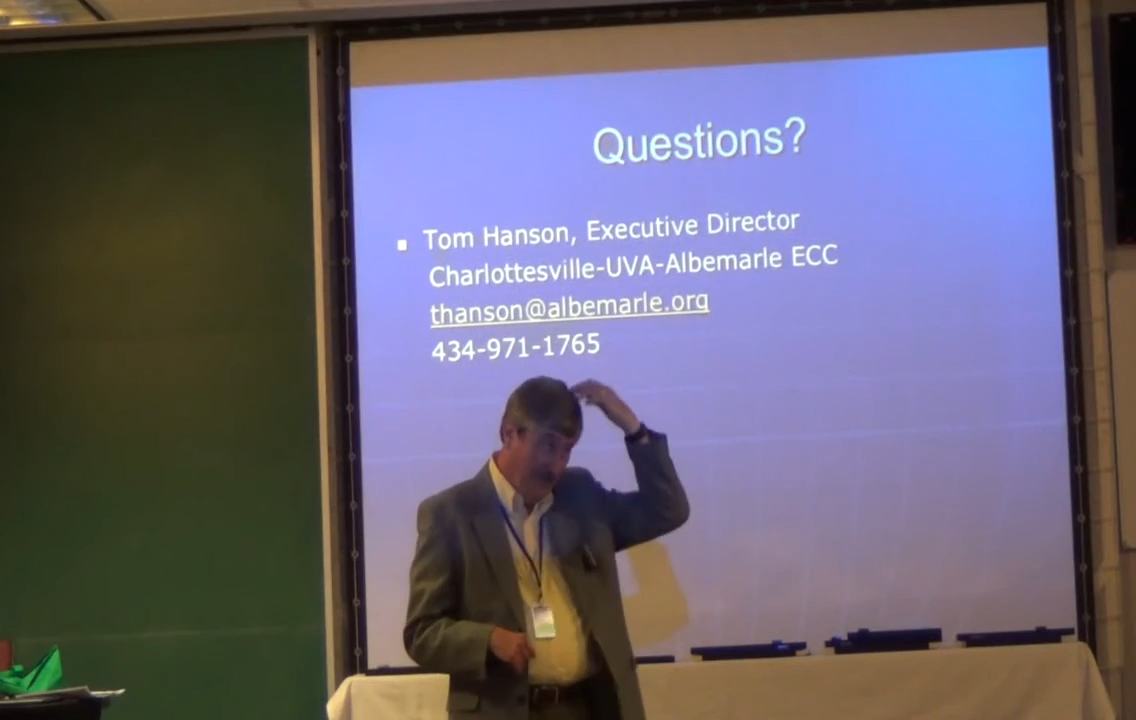 Questions?
▪ Tom Hanson, Executive Director
Charlottesville-UVA-Albemarle ECC
thanson@albemarle.org
434-971-1765